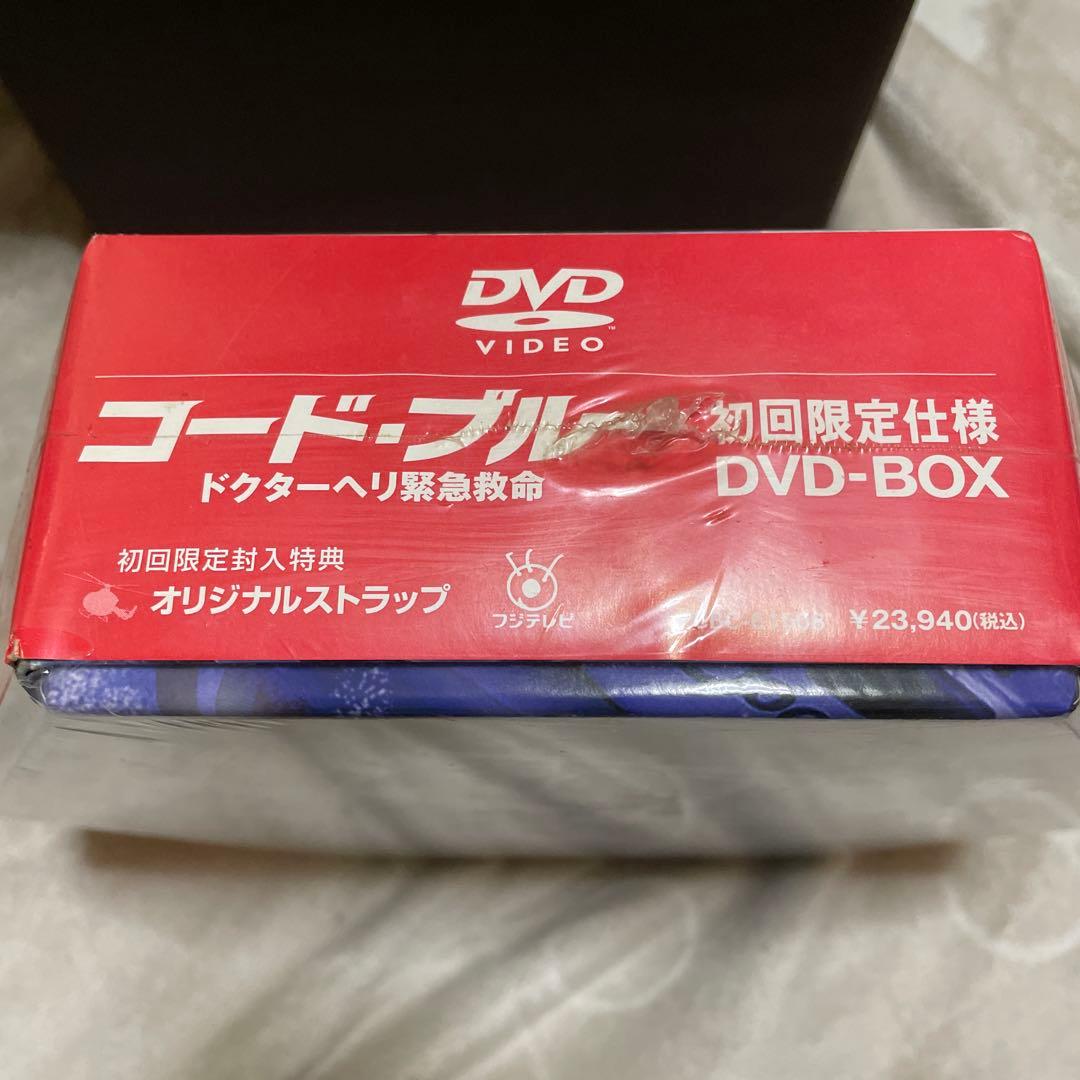 DVD
VIDEO
コード・ブルー
初回限定仕様
ドクターヘリ緊急救命
DVD-BOX
初回限定封入特典
オリジナルストラップ
フジテレビ
¥23,940(税込)